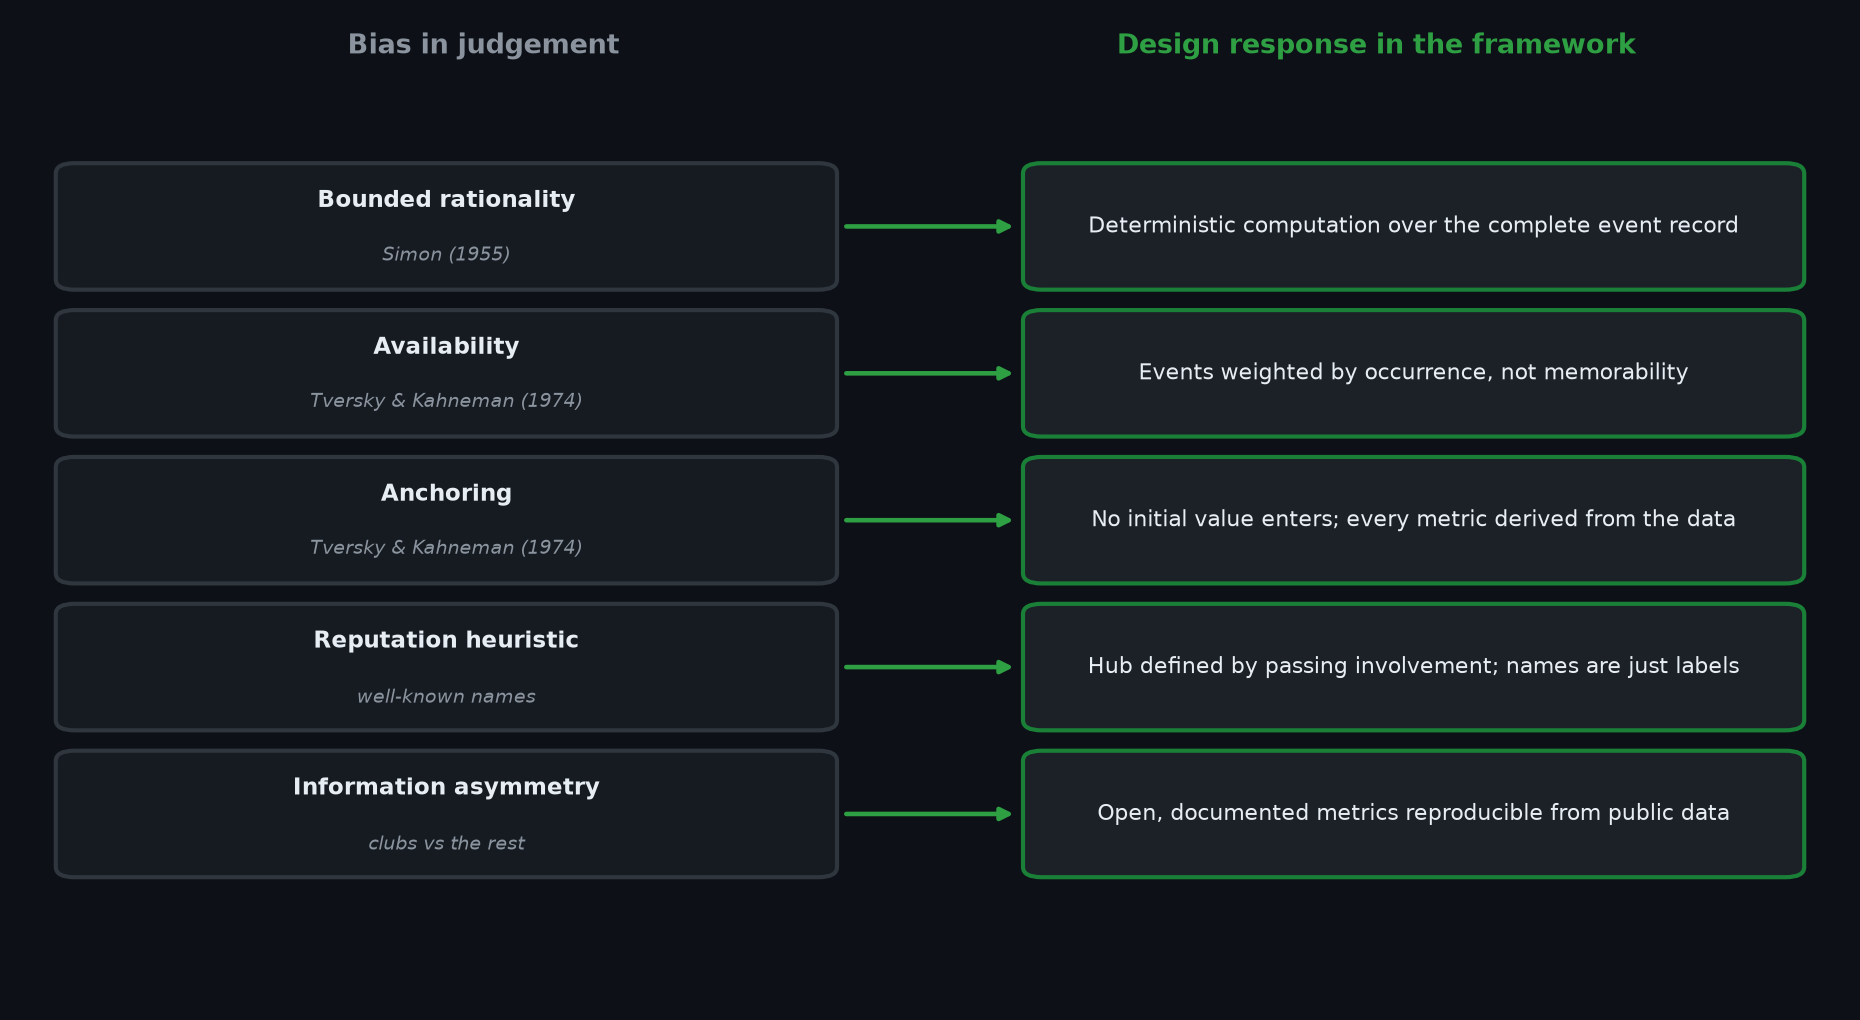 Bias in judgement
Design response in the framework
Bounded rationality
Simon (1955)
Deterministic computation over the complete event record
Availability
Tversky & Kahneman (1974)
Events weighted by occurrence, not memorability
Anchoring
Tversky & Kahneman (1974)
No initial value enters; every metric derived from the data
Reputation heuristic
well-known names
Hub defined by passing involvement; names are just labels
Information asymmetry
clubs vs the rest
Open, documented metrics reproducible from public data